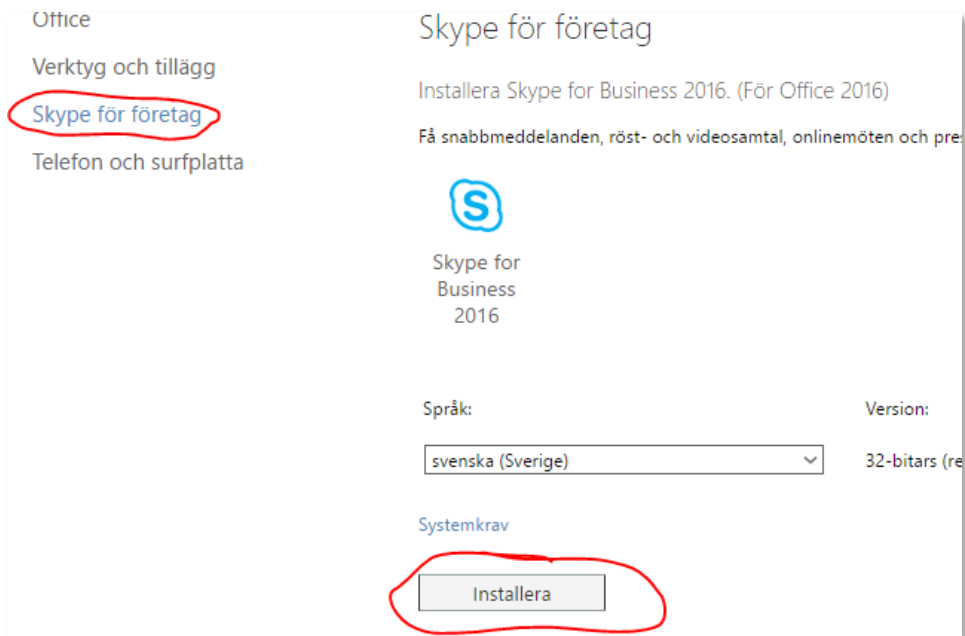 Office
Verktyg och tillägg
Skype för företag
Telefon och surfplatta
Skype för företag
Installera Skype for Business 2016. (För Office 2016)
Få snabbmeddelanden, röst- och videosamtal, onlinemöten och
Skype for
Business
2016
Språk:
Version:
svenska (Sverige)
32-bitars
Systemkrav
Installera